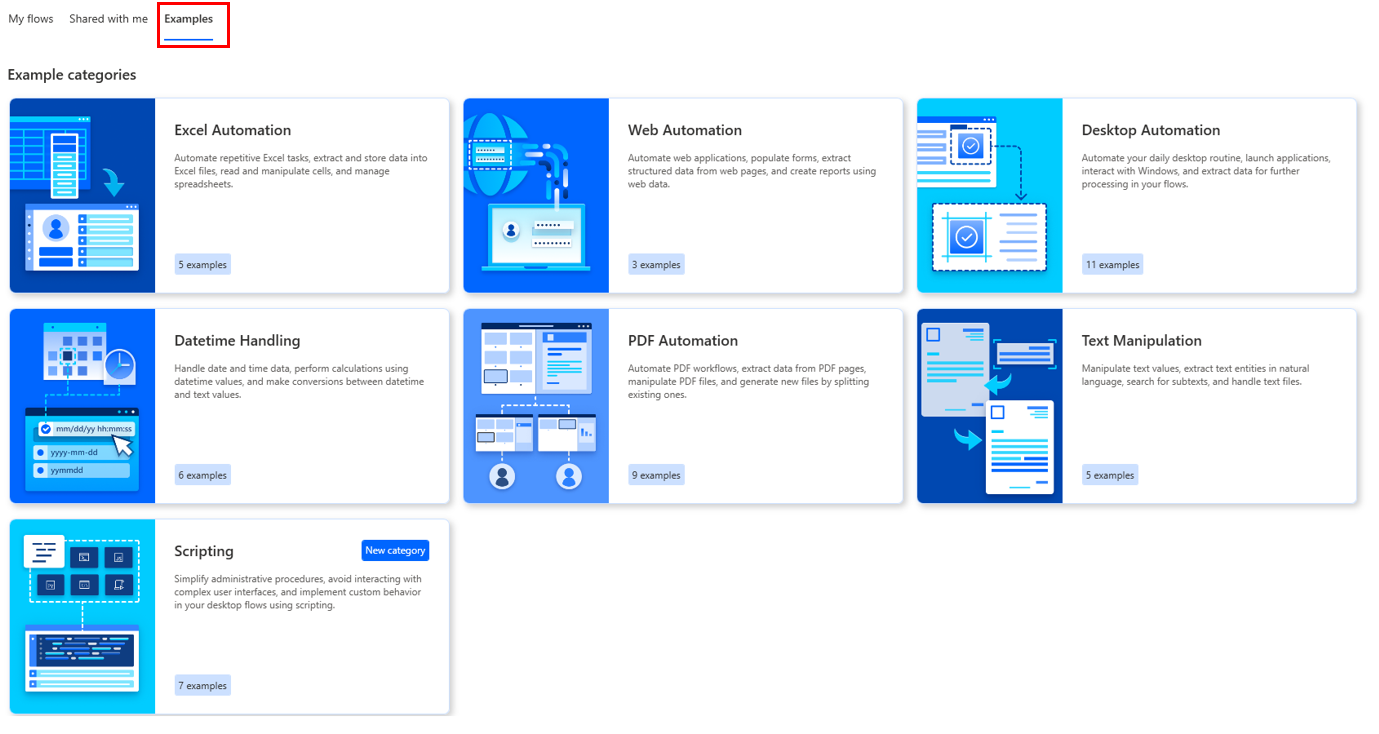 My flows Shared with me Examples
Example categories
Excel Automation
Automate repetitive Excel tasks, extract and store data into
Excel files, read and manipulate cells, and manage
spreadsheets.
5 examples
Web Automation
Automate web applications, populate forms, extract
structured data from web pages, and create reports using
web data.
3 examples
Desktop Automation
Automate your daily desktop routine, launch applications,
interact with Windows, and extract data for further
processing in your flows.
11 examples
mm/dd/yy hh:mm:ss
yyyy-mm-dd
yymmdd
Datetime Handling
Handle date and time data, perform calculations using
datetime values, and make conversions between datetime
and text values.
6 examples
PDF Automation
Automate PDF workflows, extract data from PDF pages,
manipulate PDF files, and generate new files by splitting
existing ones.
9 examples
Text Manipulation
Manipulate text values, extract text entities in natural
language, search for subtexts, and handle text files.
5 examples
Scripting
New category
Simplify administrative procedures, avoid interacting with
complex user interfaces, and implement custom behavior
in your desktop flows using scripting.
7 examples